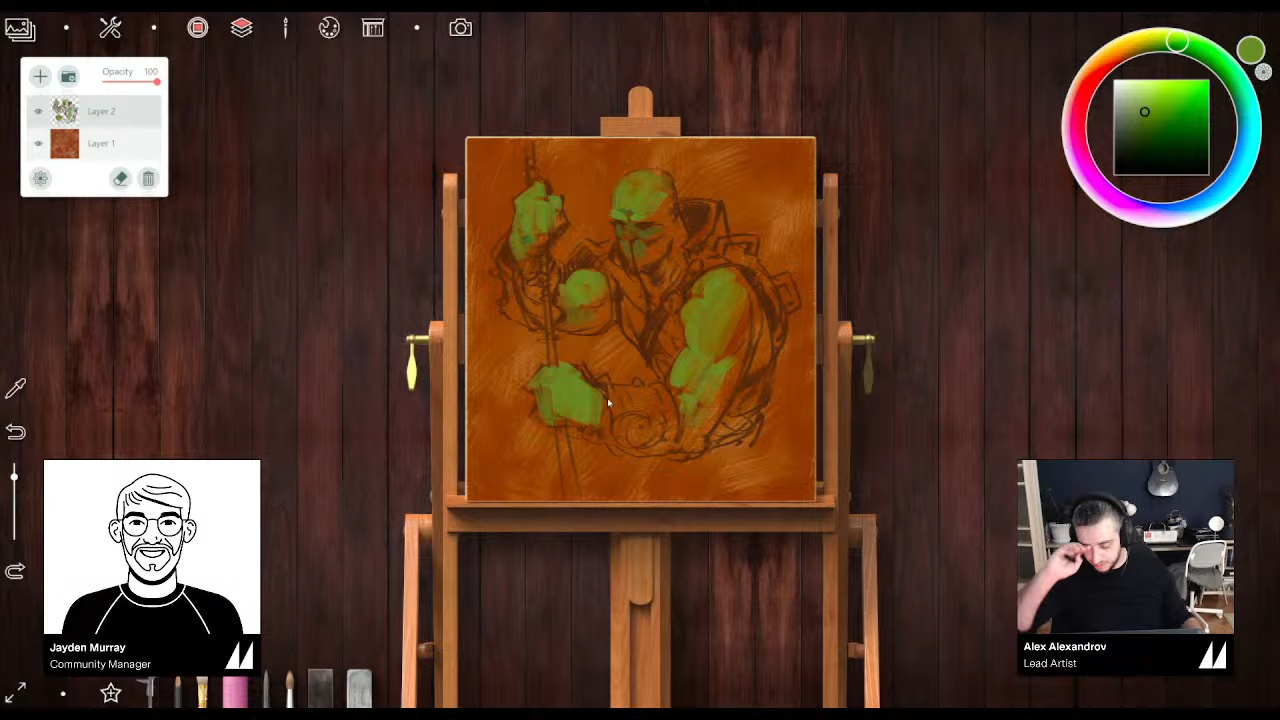 Opacity 100
Layer 2
Layer 1
Jayden Murray
Community Manager
Alex Alexandrov
Lead Artist